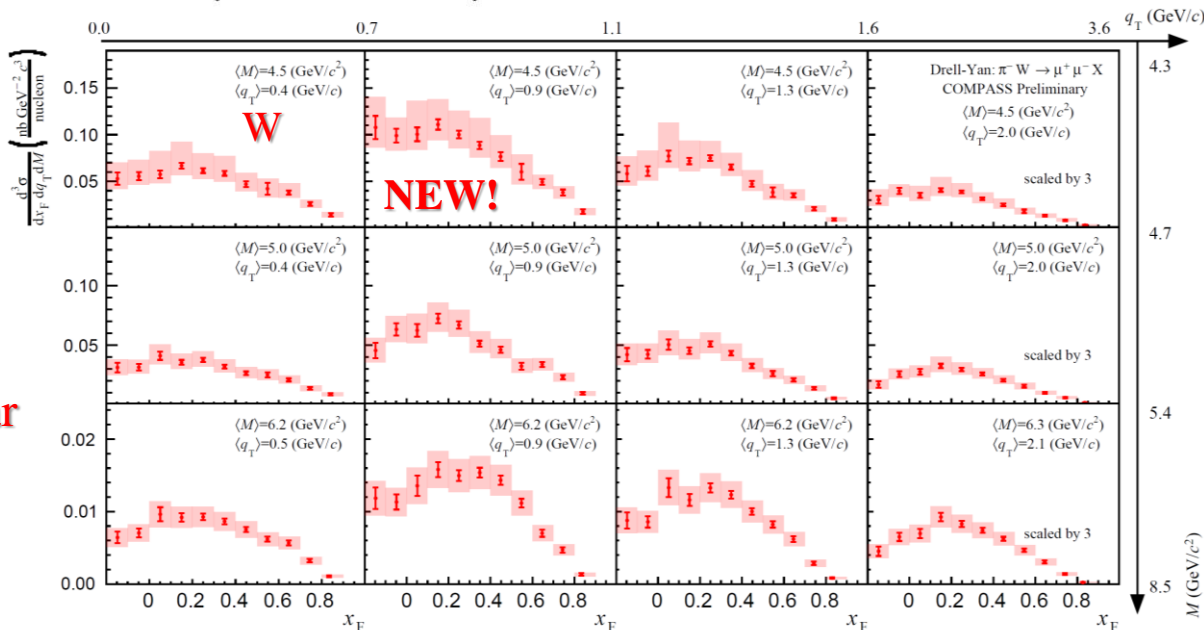 0.0 0.7 1.1 1.6 3.6 q_T (GeV/c)
d³σ / dx_F dq_T dM (nb GeV⁻² c³ / nucleon)
⟨M⟩=4.5 (GeV/c²)
⟨q_T⟩=0.4 (GeV/c)
W
⟨M⟩=4.5 (GeV/c²)
⟨q_T⟩=0.9 (GeV/c)
NEW!
⟨M⟩=4.5 (GeV/c²)
⟨q_T⟩=1.3 (GeV/c)
Drell-Yan: π⁻ W → μ⁺ μ⁻ X
COMPASS Preliminary
⟨M⟩=4.5 (GeV/c²)
⟨q_T⟩=2.0 (GeV/c)
scaled by 3
0.15
0.10
0.05
4.3
4.7
⟨M⟩=5.0 (GeV/c²)
⟨q_T⟩=0.4 (GeV/c)
⟨M⟩=5.0 (GeV/c²)
⟨q_T⟩=0.9 (GeV/c)
⟨M⟩=5.0 (GeV/c²)
⟨q_T⟩=1.3 (GeV/c)
⟨M⟩=5.0 (GeV/c²)
⟨q_T⟩=2.0 (GeV/c)
scaled by 3
0.10
0.05
5.4
⟨M⟩=6.2 (GeV/c²)
⟨q_T⟩=0.5 (GeV/c)
⟨M⟩=6.2 (GeV/c²)
⟨q_T⟩=0.9 (GeV/c)
⟨M⟩=6.2 (GeV/c²)
⟨q_T⟩=1.3 (GeV/c)
⟨M⟩=6.3 (GeV/c²)
⟨q_T⟩=2.1 (GeV/c)
scaled by 3
0.02
0.01
0.00
8.5
M (GeV/c²)
0 0.2 0.4 0.6 0.8 0 0.2 0.4 0.6 0.8 0 0.2 0.4 0.6 0.8 0 0.2 0.4 0.6 0.8
x_F x_F x_F x_F